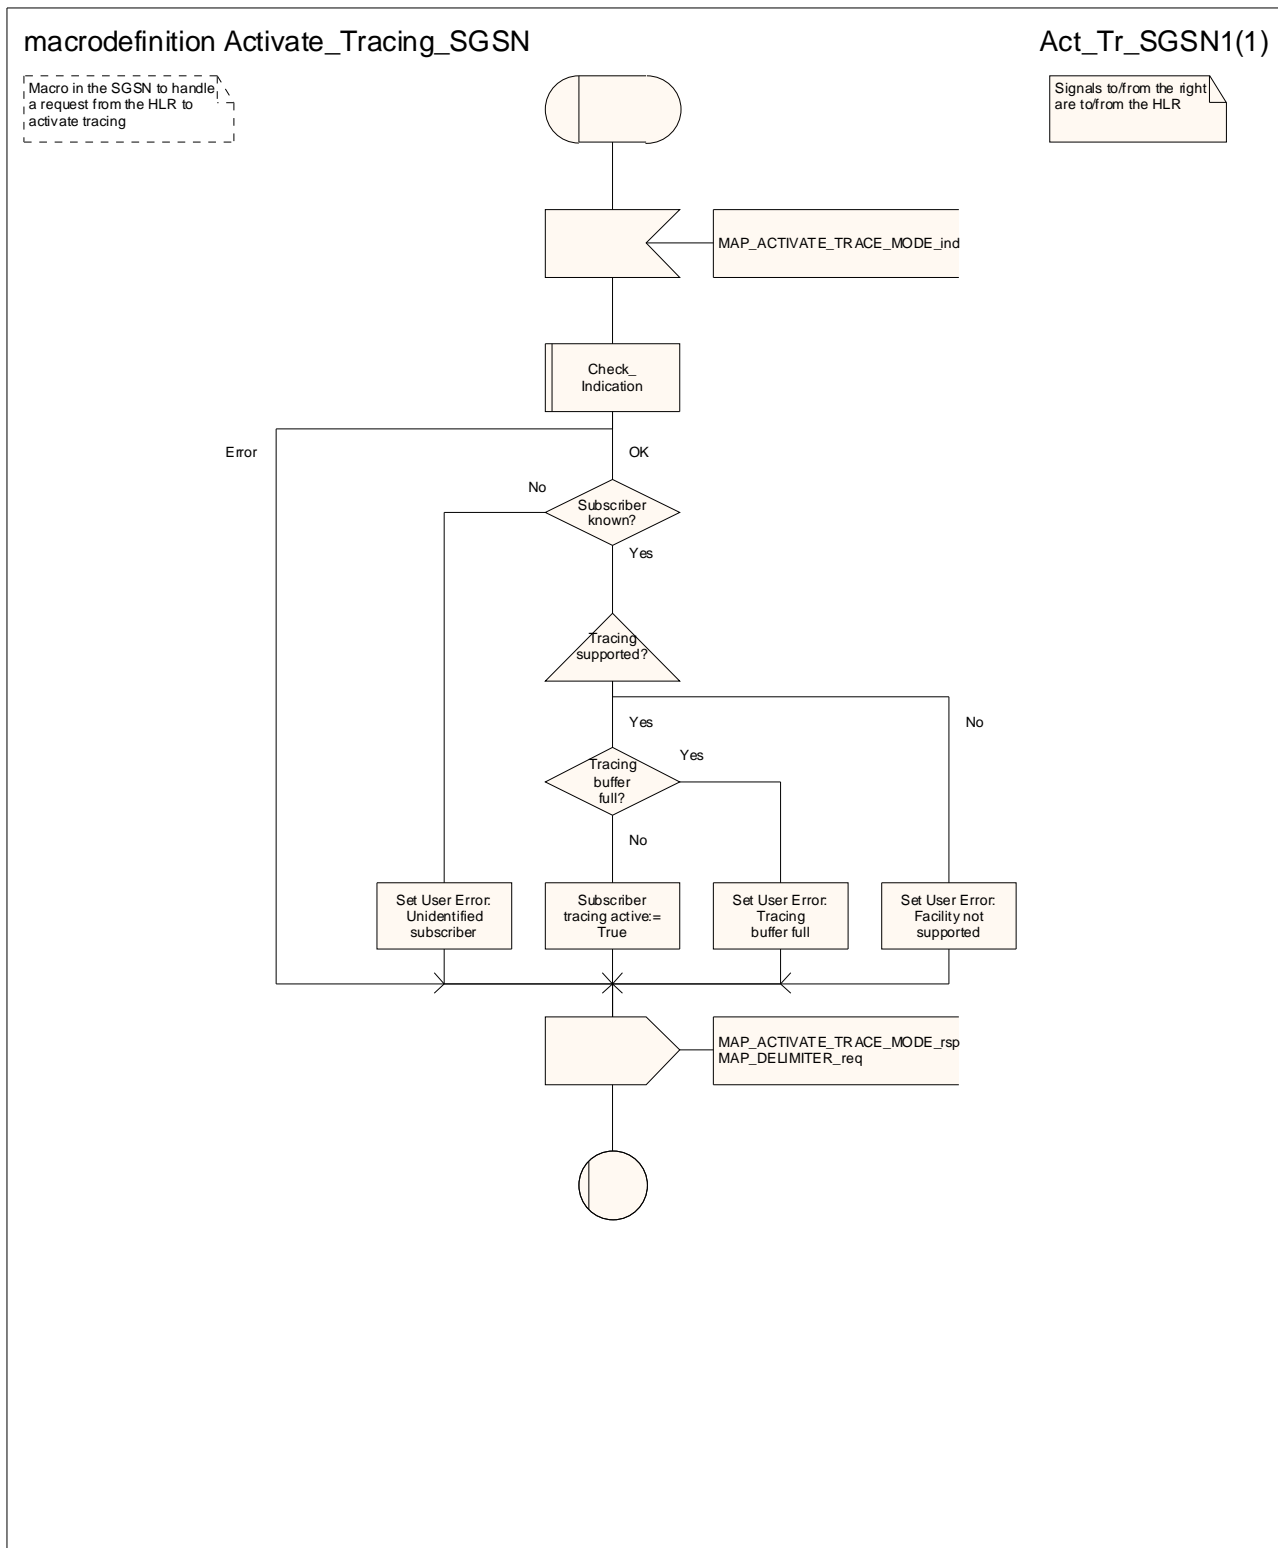 macrodefinition Activate_Tracing_SGSN
Act_Tr_SGSN1(1)
Macro in the SGSN to handle
a request from the HLR to
activate tracing
Signals to/from the right
are to/from the HLR
MAP_ACTIVATE_TRACE_MODE_ind
Check_
Indication
Error
OK
No
Subscriber
known?
Yes
Tracing
supported?
Yes
No
Yes
Tracing
buffer
full?
No
Set User Error:
Unidentified
subscriber
Subscriber
tracing active:=
True
Set User Error:
Tracing
buffer full
Set User Error:
Facility not
supported
MAP_ACTIVATE_TRACE_MODE_rsp
MAP_DELIMITER_req